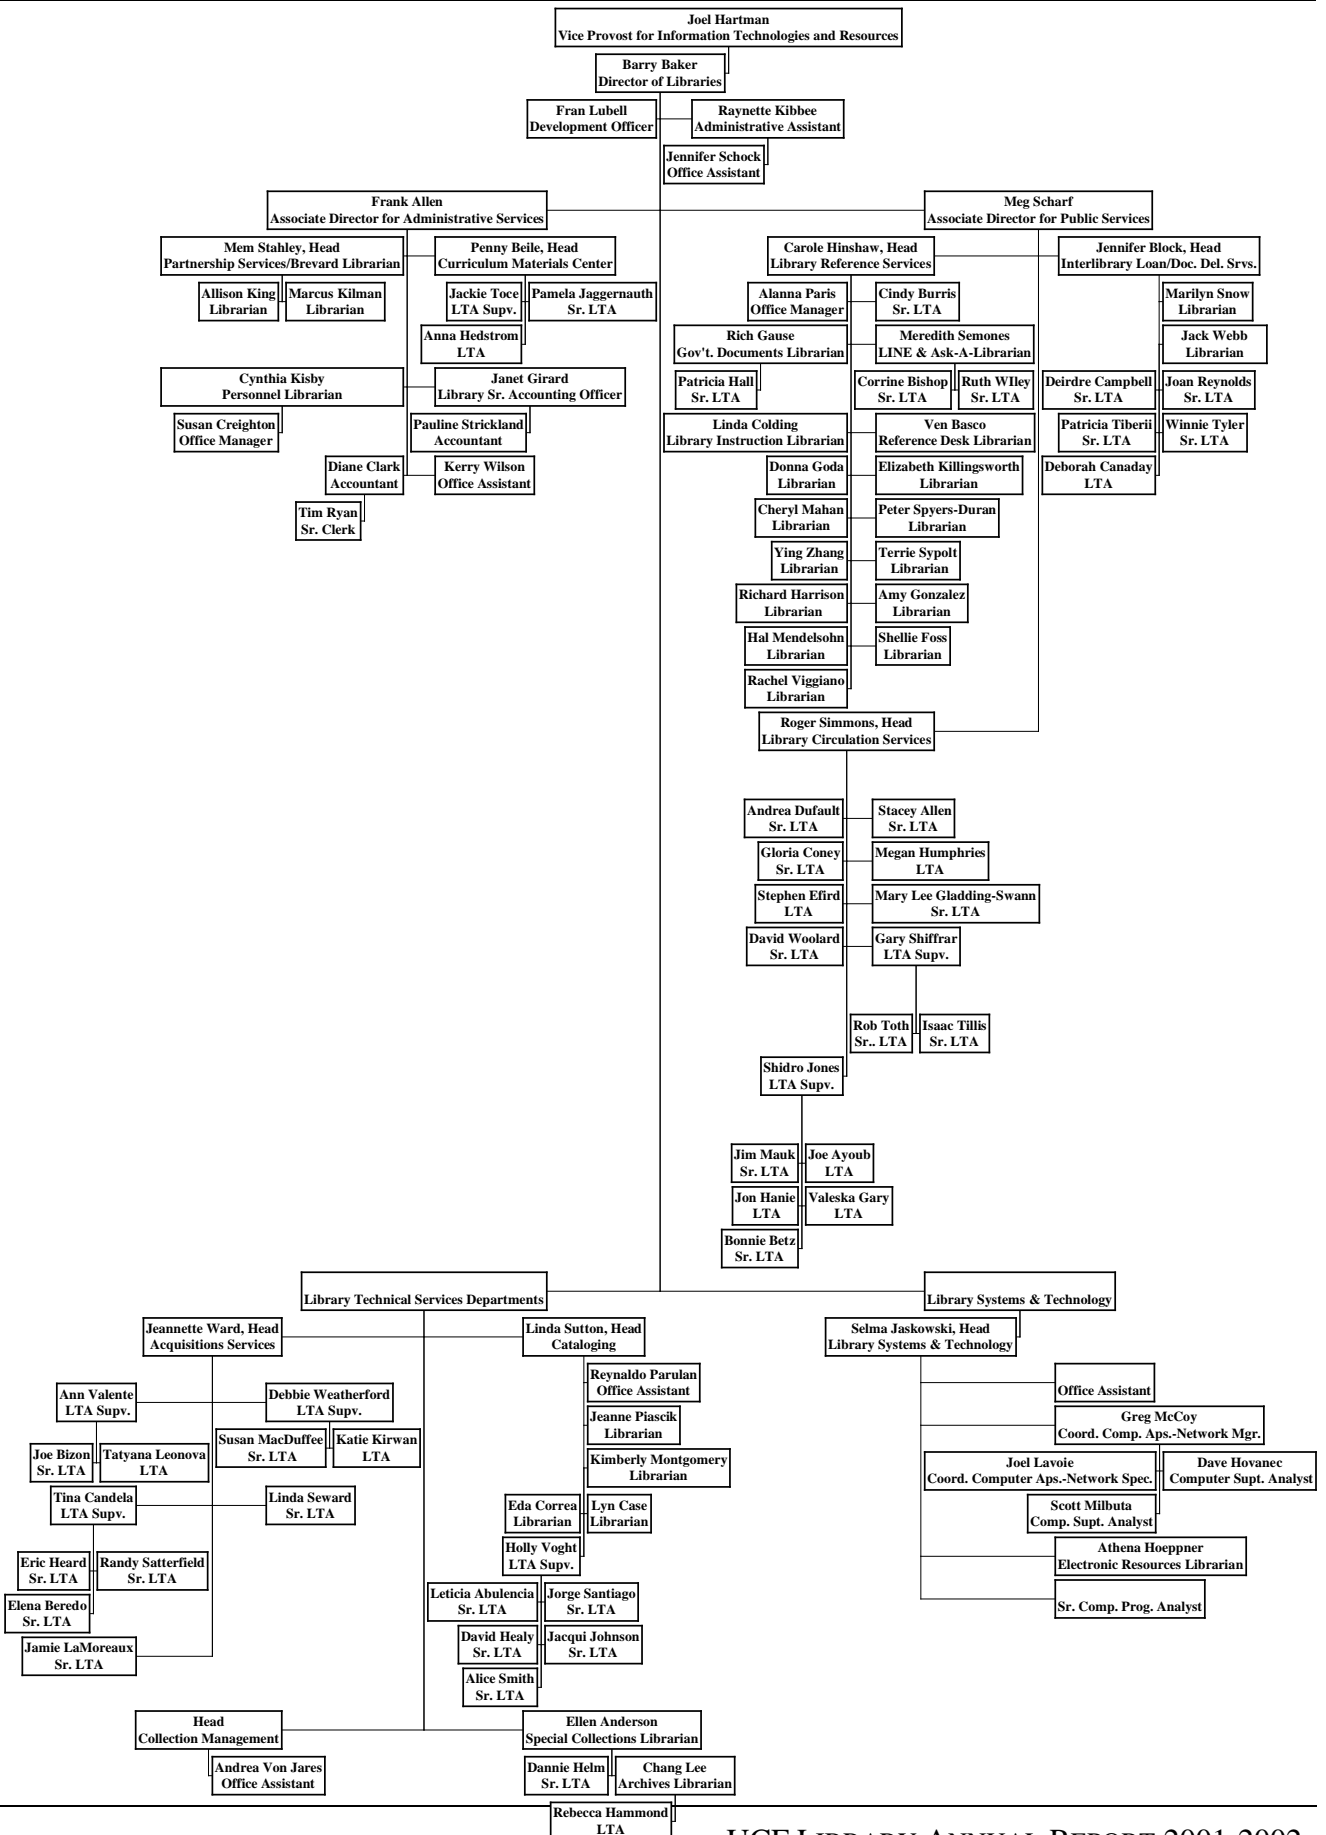 Joel Hartman
Vice Provost for Information Technologies and Resources
Barry Baker
Director of Libraries
Fran Lubell
Development Officer
Raynette Kibbee
Administrative Assistant
Jennifer Schock
Office Assistant
Frank Allen
Associate Director for Administrative Services
Meg Scharf
Associate Director for Public Services
Mem Stahley, Head
Partnership Services/Brevard Librarian
Penny Beile, Head
Curriculum Materials Center
Allison King
Librarian
Marcus Kilman
Librarian
Jackie Toce
LTA Supv.
Pamela Jaggernauth
Sr. LTA
Anna Hedstrom
LTA
Cynthia Kisby
Personnel Librarian
Janet Girard
Library Sr. Accounting Officer
Susan Creighton
Office Manager
Pauline Strickland
Accountant
Diane Clark
Accountant
Kerry Wilson
Office Assistant
Tim Ryan
Sr. Clerk
Carole Hinshaw, Head
Library Reference Services
Jennifer Block, Head
Interlibrary Loan/Doc. Del. Srvs.
Alanna Paris
Office Manager
Cindy Burris
Sr. LTA
Rich Gause
Gov't. Documents Librarian
Meredith Semones
LINE & Ask-A-Librarian
Patricia Hall
Sr. LTA
Corrine Bishop
Sr. LTA
Ruth WIley
Sr. LTA
Linda Colding
Library Instruction Librarian
Ven Basco
Reference Desk Librarian
Donna Goda
Librarian
Elizabeth Killingsworth
Librarian
Cheryl Mahan
Librarian
Peter Spyers-Duran
Librarian
Ying Zhang
Librarian
Terrie Sypolt
Librarian
Richard Harrison
Librarian
Amy Gonzalez
Librarian
Hal Mendelsohn
Librarian
Shellie Foss
Librarian
Rachel Viggiano
Librarian
Marilyn Snow
Librarian
Jack Webb
Librarian
Deirdre Campbell
Sr. LTA
Joan Reynolds
Sr. LTA
Patricia Tiberii
Sr. LTA
Winnie Tyler
Sr. LTA
Deborah Canaday
LTA
Roger Simmons, Head
Library Circulation Services
Andrea Dufault
Sr. LTA
Stacey Allen
Sr. LTA
Gloria Coney
Sr. LTA
Megan Humphries
LTA
Stephen Efird
LTA
Mary Lee Gladding-Swann
Sr. LTA
David Woolard
Sr. LTA
Gary Shiffrar
LTA Supv.
Rob Toth
Sr.. LTA
Isaac Tillis
Sr. LTA
Shidro Jones
LTA Supv.
Jim Mauk
Sr. LTA
Joe Ayoub
LTA
Jon Hanie
LTA
Valeska Gary
LTA
Bonnie Betz
Sr. LTA
Library Technical Services Departments
Library Systems & Technology
Jeannette Ward, Head
Acquisitions Services
Linda Sutton, Head
Cataloging
Selma Jaskowski, Head
Library Systems & Technology
Ann Valente
LTA Supv.
Debbie Weatherford
LTA Supv.
Joe Bizon
Sr. LTA
Tatyana Leonova
LTA
Susan MacDuffee
Sr. LTA
Katie Kirwan
LTA
Tina Candela
LTA Supv.
Linda Seward
Sr. LTA
Eric Heard
Sr. LTA
Randy Satterfield
Sr. LTA
Elena Beredo
Sr. LTA
Jamie LaMoreaux
Sr. LTA
Reynaldo Parulan
Office Assistant
Jeanne Piascik
Librarian
Kimberly Montgomery
Librarian
Eda Correa
Librarian
Lyn Case
Librarian
Holly Voght
LTA Supv.
Leticia Abulencia
Sr. LTA
Jorge Santiago
Sr. LTA
David Healy
Sr. LTA
Jacqui Johnson
Sr. LTA
Alice Smith
Sr. LTA
Office Assistant
Greg McCoy
Coord. Comp. Aps.-Network Mgr.
Joel Lavoie
Coord. Computer Aps.-Network Spec.
Dave Hovanec
Computer Supt. Analyst
Scott Milbuta
Comp. Supt. Analyst
Athena Hoeppner
Electronic Resources Librarian
Sr. Comp. Prog. Analyst
Head
Collection Management
Ellen Anderson
Special Collections Librarian
Andrea Von Jares
Office Assistant
Dannie Helm
Sr. LTA
Chang Lee
Archives Librarian
Rebecca Hammond
LTA
UCF LIBRARY ANNUAL REPORT 2001-2002